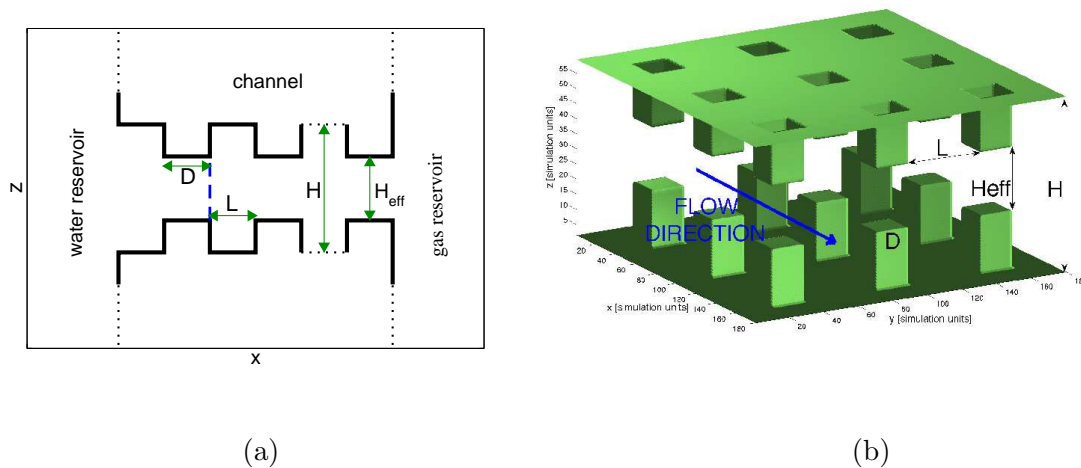 channel
water reservoir
gas reservoir
D
L
H
Heff
z
x
(a)
z [simulation units]
55
50
45
40
35
30
25
20
15
10
5
20
40
60
80
100
120
140
160
180
x [simulation units]
20
40
60
80
100
120
140
160
y [simulation units]
FLOW
DIRECTION
D
L
Heff
H
(b)